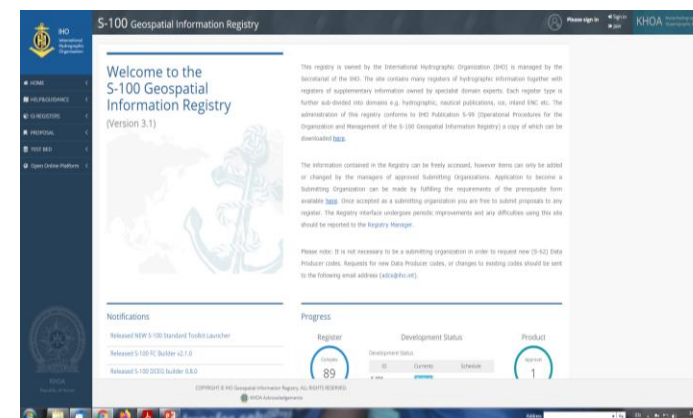 IHO
International
Hydrographic
Organization
S-100 Geospatial Information Registry
Please sign in
Sign in
Join
KHOA
HOME
HELP&GUIDANCE
GI-REGISTERS
PROPOSAL
TEST BED
Open Online Platform
Welcome to the
S-100 Geospatial
Information Registry
(Version 3.1)
This registry is owned by the International Hydrographic Organization (IHO) is managed by the
Secretariat of the IHO. The site contains many registers of hydrographic information together with
registers of supplementary information owned by specialist domain experts. Each register type is
further sub-divided into domains e.g. hydrographic, nautical publications, ice, inland ENC etc. The
administration of this registry conforms to IHO Publication S-99 (Operational Procedures for the
Organization and Management of the S-100 Geospatial Information Registry) a copy of which can be
downloaded here.
The information contained in the Registry can be freely accessed, however items can only be added
or changed by the managers of approved Submitting Organizations. Application to become a
Submitting Organization can be made by fulfilling the requirements of the prerequisite form
available here. Once accepted as a submitting organization you are free to submit proposals to any
register. The Registry interface undergoes periodic improvements and any difficulties using this site
should be reported to the Registry Manager.
Please note: It is not necessary to be a submitting organization in order to request new (S-62) Data
Producer codes. Requests for new Data Producer codes, or changes to existing codes should be sent
to the following email address (adcs@iho.int).
Notifications
Released NEW S-100 Standard Toolkit Launcher
Released S-100 FC Builder v2.1.0
Released S-100 DCEG builder 0.8.0
Progress
Register
89
Development Status
Development Status
ID
Currents
Schedule
Product
1
KHOA
COPYRIGHT © IHO Geospatial Information Registry. ALL RIGHTS RESERVED.
KHOA Acknowledgements
Address